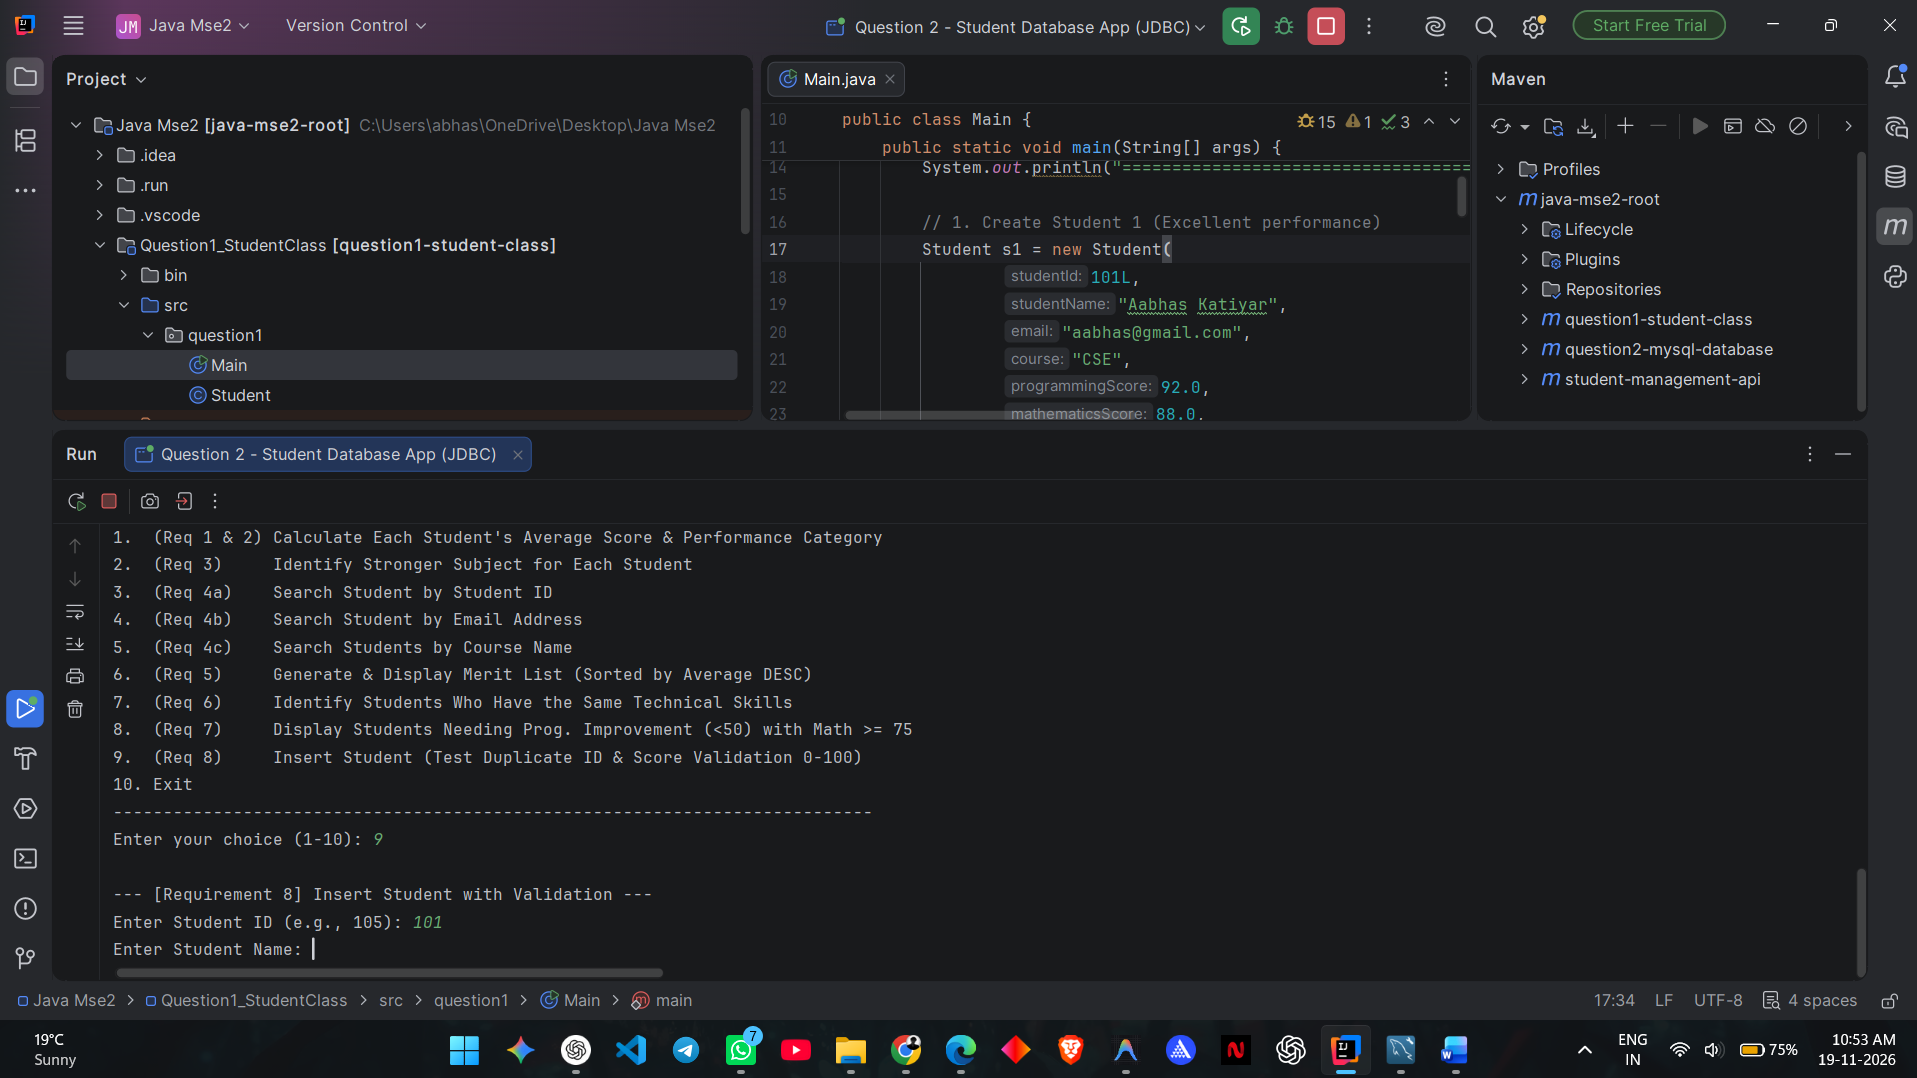 JM Java Mse2
Version Control
Question 2 - Student Database App (JDBC)
Start Free Trial
Project
Java Mse2 [java-mse2-root] C:\Users\abhas\OneDrive\Desktop\Java Mse2
.idea
.run
.vscode
Question1_StudentClass [question1-student-class]
bin
src
question1
Main
Student
Main.java
10 public class Main {
15 1 3
11 public static void main(String[] args) {
14 System.out.println("===================================
15
16 // 1. Create Student 1 (Excellent performance)
17 Student s1 = new Student(
18 studentId: 101L,
19 studentName: "Aabhas Katiyar",
20 email: "aabhas@gmail.com",
21 course: "CSE",
22 programmingScore: 92.0,
23 mathematicsScore: 88.0,
Maven
Profiles
java-mse2-root
Lifecycle
Plugins
Repositories
question1-student-class
question2-mysql-database
student-management-api
Run
Question 2 - Student Database App (JDBC)
1. (Req 1 & 2) Calculate Each Student's Average Score & Performance Category
2. (Req 3) Identify Stronger Subject for Each Student
3. (Req 4a) Search Student by Student ID
4. (Req 4b) Search Student by Email Address
5. (Req 4c) Search Students by Course Name
6. (Req 5) Generate & Display Merit List (Sorted by Average DESC)
7. (Req 6) Identify Students Who Have the Same Technical Skills
8. (Req 7) Display Students Needing Prog. Improvement (<50) with Math >= 75
9. (Req 8) Insert Student (Test Duplicate ID & Score Validation 0-100)
10. Exit
----------------------------------------------------------------------------
Enter your choice (1-10): 9
--- [Requirement 8] Insert Student with Validation ---
Enter Student ID (e.g., 105): 101
Enter Student Name:
Java Mse2 > Question1_StudentClass > src > question1 > Main > main
17:34 LF UTF-8 4 spaces
19°C
Sunny
7
ENG
IN
75%
10:53 AM
19-11-2026